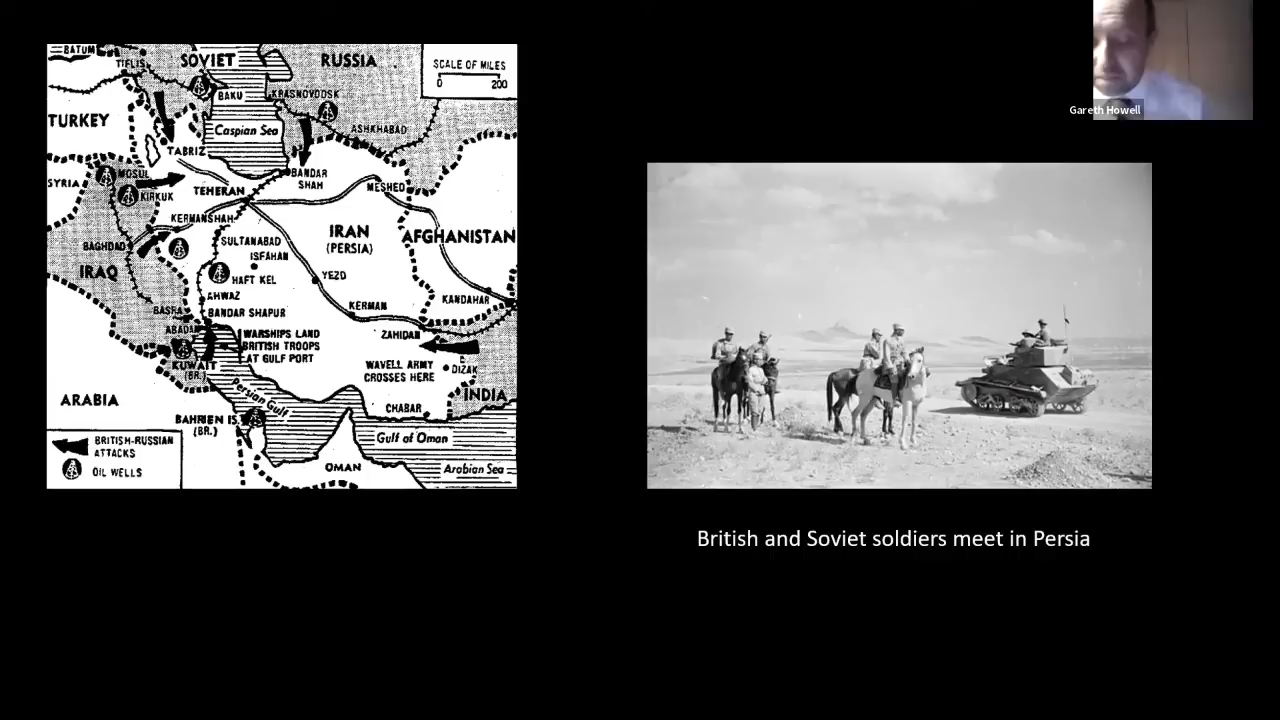 BATUM
TIFLIS
SOVIET
RUSSIA
SCALE OF MILES
0 200
BAKU
KRASNOVODSK
TURKEY
Caspian Sea
ASHKHABAD
TABRIZ
MOSUL
SYRIA
KIRKUK
TEHERAN
BANDAR
SHAH
MESHED
KERMANSHAH
IRAN
(PERSIA)
AFGHANISTAN
BAGHDAD
SULTANABAD
ISFAHAN
IRAQ
HAFT KEL
YEZD
AHWAZ
KERMAN
KANDAHAR
BASRA
BANDAR SHAPUR
ABADAN
WARSHIPS LAND
BRITISH TROOPS
AT GULF PORT
ZAHIDAN
KUWAIT
(BR.)
WAVELL ARMY
CROSSES HERE
DIZAK
Persian Gulf
INDIA
ARABIA
CHABAR
BAHREIN IS.
(BR.)
Gulf of Oman
BRITISH-RUSSIAN
ATTACKS
OIL WELLS
OMAN
Arabian Sea
Gareth Howell
British and Soviet soldiers meet in Persia